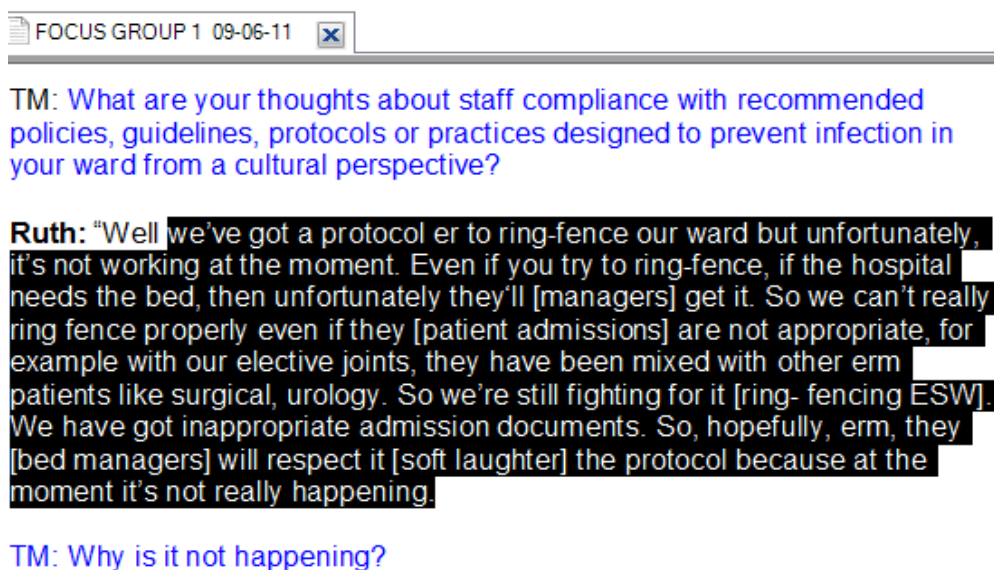 FOCUS GROUP 1 09-06-11
TM: What are your thoughts about staff compliance with recommended
policies, guidelines, protocols or practices designed to prevent infection in
your ward from a cultural perspective?
Ruth: “Well we’ve got a protocol er to ring-fence our ward but unfortunately,
it’s not working at the moment. Even if you try to ring-fence, if the hospital
needs the bed, then unfortunately they‘ll [managers] get it. So we can’t really
ring fence properly even if they [patient admissions] are not appropriate, for
example with our elective joints, they have been mixed with other erm
patients like surgical, urology. So we’re still fighting for it [ring- fencing ESW].
We have got inappropriate admission documents. So, hopefully, erm, they
[bed managers] will respect it [soft laughter] the protocol because at the
moment it’s not really happening.
TM: Why is it not happening?